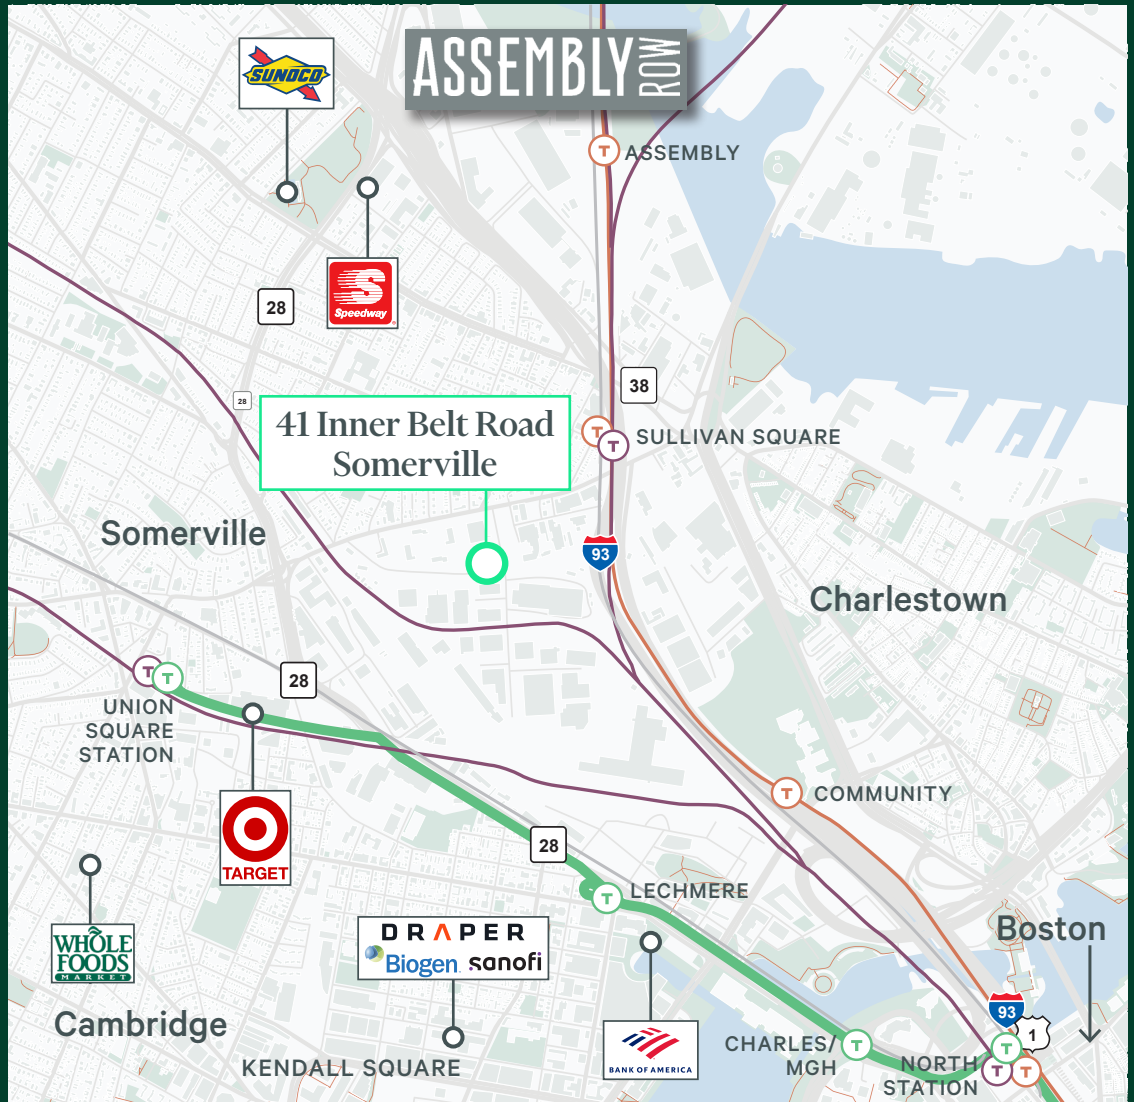 SUNOCO
ASSEMBLY ROW
T ASSEMBLY
28
Speedway
38
28
41 Inner Belt Road
Somerville
T
T
SULLIVAN SQUARE
Somerville
93
Charlestown
T
T
28
UNION
SQUARE
STATION
T COMMUNITY
TARGET
28
T LECHMERE
WHOLE
FOODS
MARKET
DRAPER
Biogen. sanofi
Boston
93
1
Cambridge
BANK OF AMERICA
KENDALL SQUARE
CHARLES/
MGH
T
NORTH
STATION
T
T
T